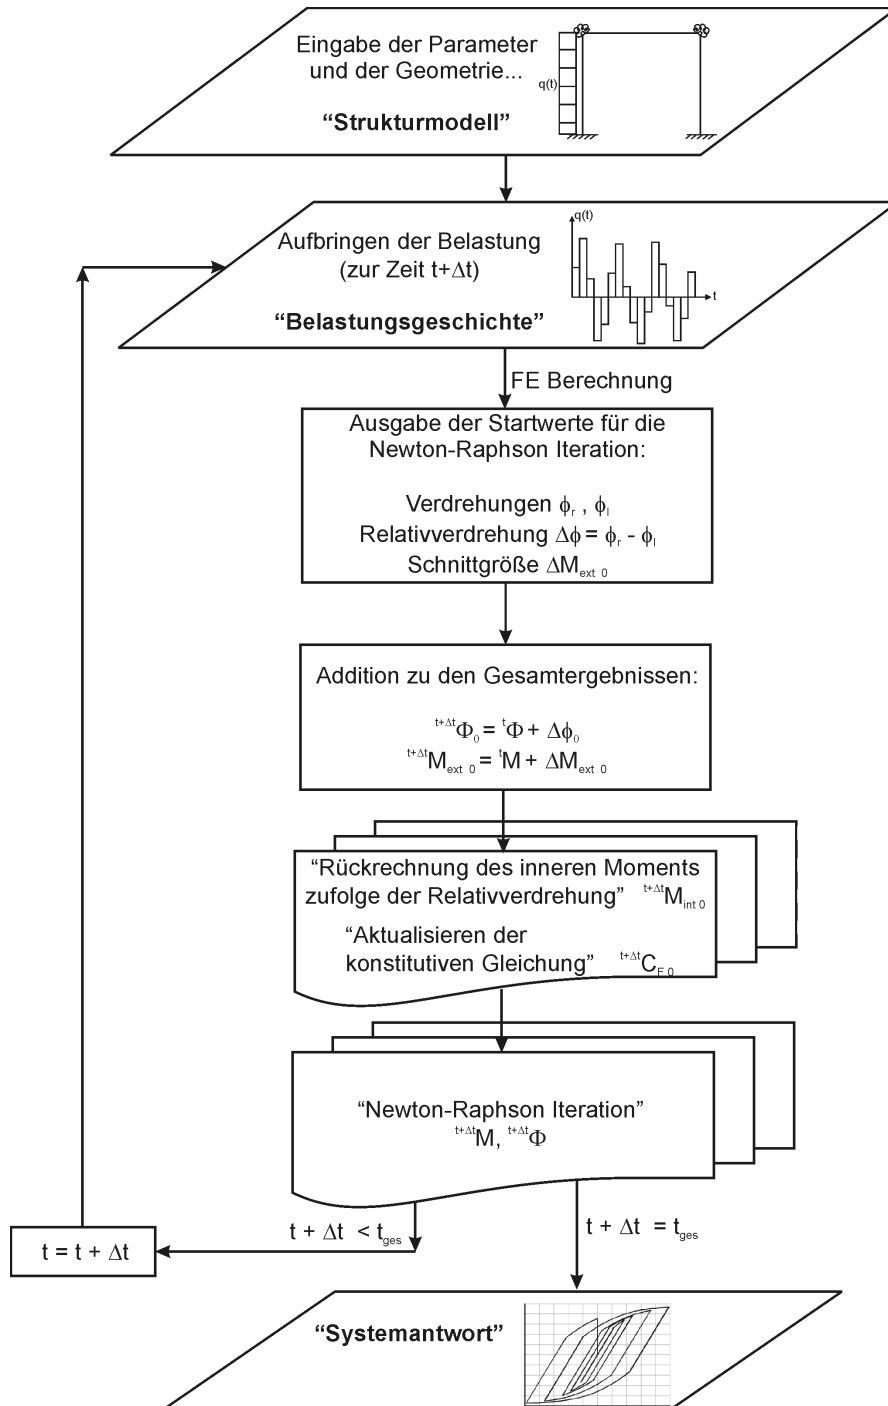 Eingabe der Parameter
und der Geometrie...
“Strukturmodell”
q(t)
Aufbringen der Belastung
(zur Zeit t+Δt)
“Belastungsgeschichte”
q(t)
t
FE Berechnung
Ausgabe der Startwerte für die
Newton-Raphson Iteration:
Verdrehungen ϕr , ϕl
Relativverdrehung Δϕ = ϕr - ϕl
Schnittgröße ΔMext 0
Addition zu den Gesamtergebnissen:
t+ΔtΦ0 = tΦ + Δϕ0
t+ΔtMext 0 = tM + ΔMext 0
“Rückrechnung des inneren Moments
zufolge der Relativverdrehung” t+ΔtMint 0
“Aktualisieren der
konstitutiven Gleichung” t+ΔtCF 0
“Newton-Raphson Iteration”
t+ΔtM, t+ΔtΦ
t + Δt < tges
t + Δt = tges
t = t + Δt
“Systemantwort”